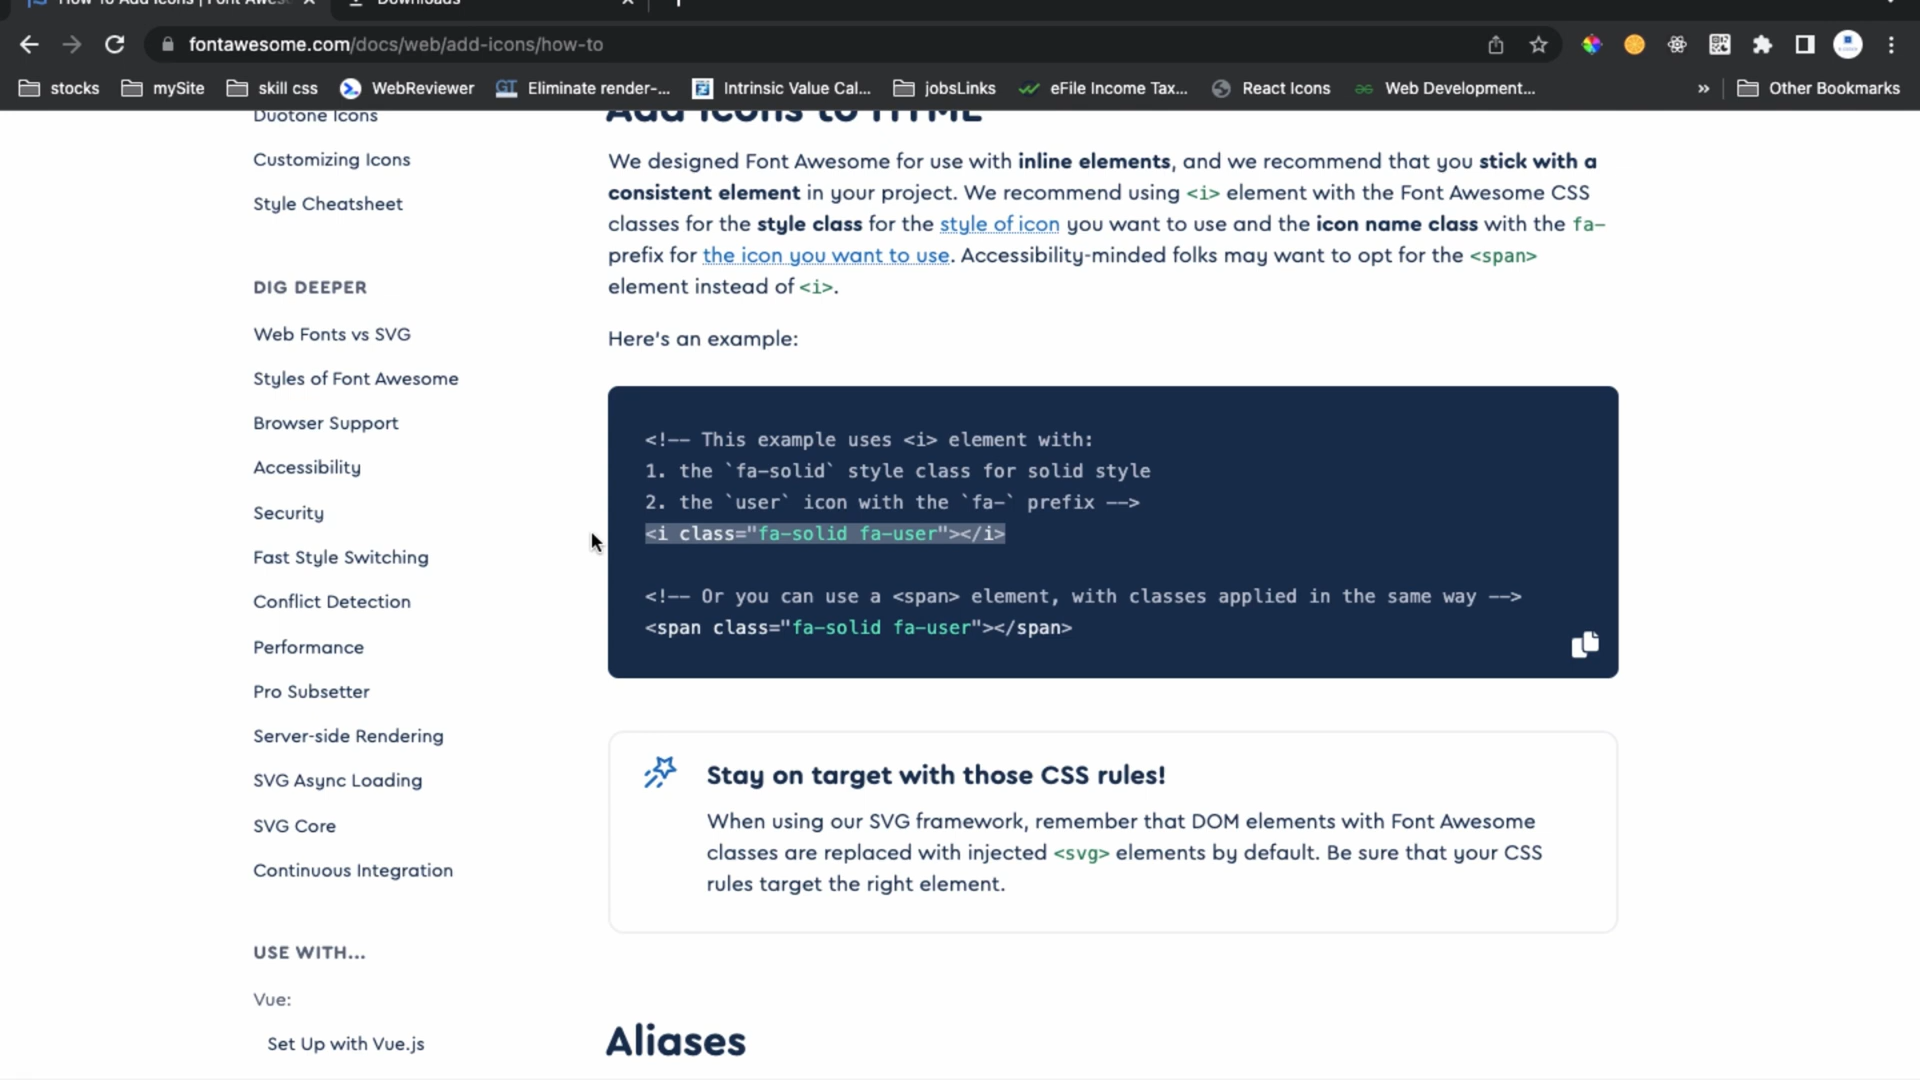 How To Add Icons | Font Awes
Downloads
fontawesome.com/docs/web/add-icons/how-to
stocks
mySite
skill css
WebReviewer
GT
Eliminate render-...
Intrinsic Value Cal...
jobsLinks
eFile Income Tax...
React Icons
Web Development...
»
Other Bookmarks
Duotone Icons
Customizing Icons
Style Cheatsheet
DIG DEEPER
Web Fonts vs SVG
Styles of Font Awesome
Browser Support
Accessibility
Security
Fast Style Switching
Conflict Detection
Performance
Pro Subsetter
Server-side Rendering
SVG Async Loading
SVG Core
Continuous Integration
USE WITH...
Vue:
Set Up with Vue.js
Add Icons to HTML
We designed Font Awesome for use with inline elements, and we recommend that you stick with a
consistent element in your project. We recommend using <i> element with the Font Awesome CSS
classes for the style class for the style of icon you want to use and the icon name class with the fa-
prefix for the icon you want to use. Accessibility-minded folks may want to opt for the <span>
element instead of <i>.
Here's an example:
<!-- This example uses <i> element with:
1. the `fa-solid` style class for solid style
2. the `user` icon with the `fa-` prefix -->
<i class="fa-solid fa-user"></i>
<!-- Or you can use a <span> element, with classes applied in the same way -->
<span class="fa-solid fa-user"></span>
Stay on target with those CSS rules!
When using our SVG framework, remember that DOM elements with Font Awesome
classes are replaced with injected <svg> elements by default. Be sure that your CSS
rules target the right element.
Aliases